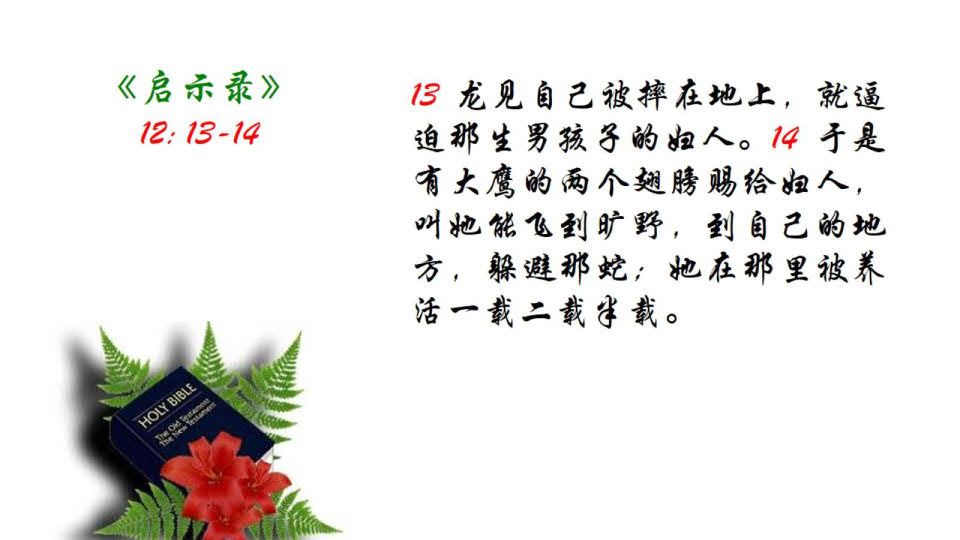 《启示录》
12: 13-14
13 龙见自己被摔在地上，就逼
迫那生男孩子的妇人。14 于是
有大鹰的两个翅膀赐给妇人，
叫她能飞到旷野，到自己的地
方，躲避那蛇；她在那里被养
活一载二载半载。
HOLY BIBLE
The Old Testament
The New Testament